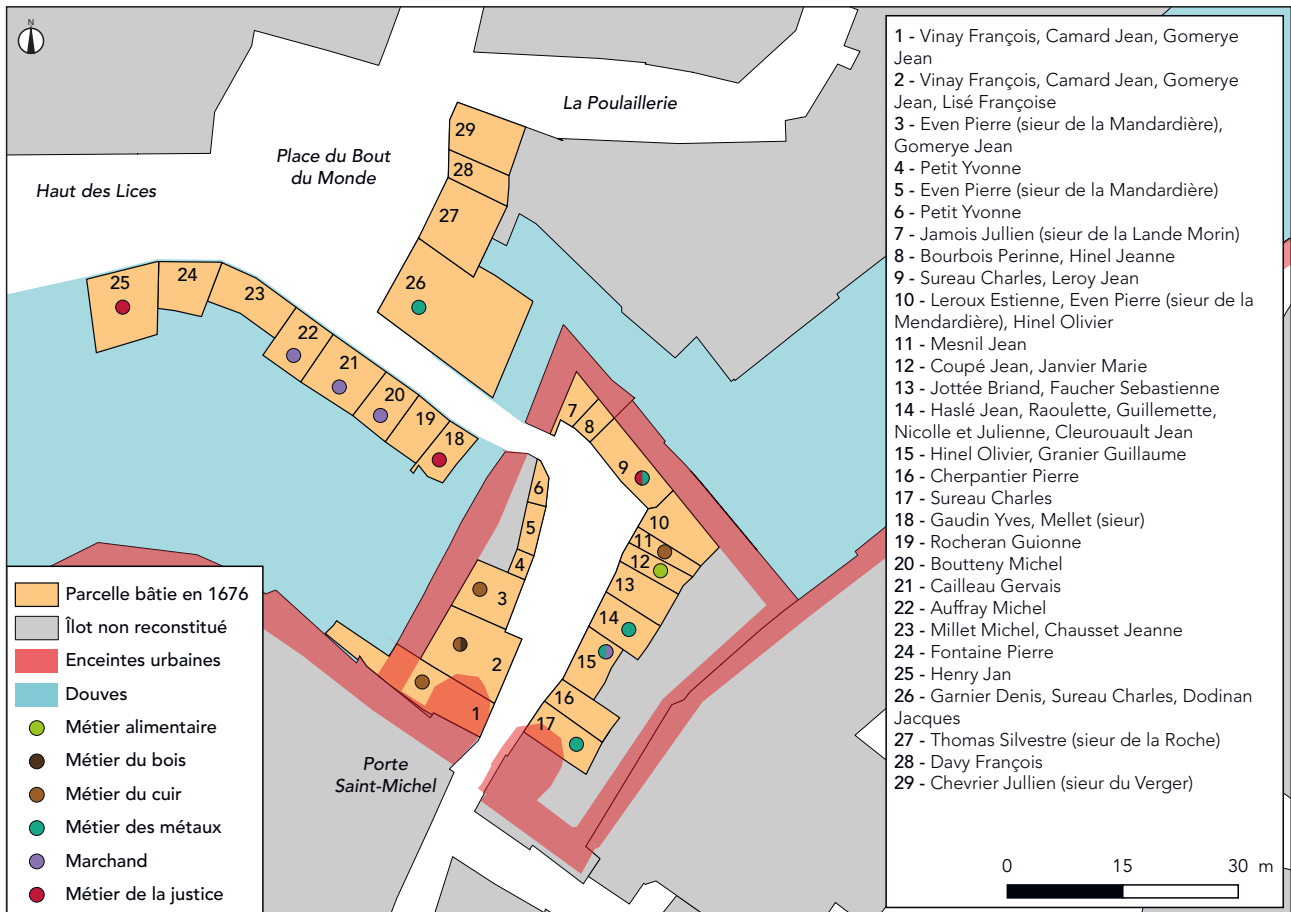 N
La Poulaillerie
Place du Bout
du Monde
Haut des Lices
Porte
Saint-Michel
29
28
27
26
25
24
23
22
21
20
19
18
7
8
9
10
11
12
13
14
15
16
17
6
5
4
3
2
1
Parcelle bâtie en 1676
Îlot non reconstitué
Enceintes urbaines
Douves
Métier alimentaire
Métier du bois
Métier du cuir
Métier des métaux
Marchand
Métier de la justice
1 - Vinay François, Camard Jean, Gomerye
Jean
2 - Vinay François, Camard Jean, Gomerye
Jean, Lisé Françoise
3 - Even Pierre (sieur de la Mandardière),
Gomerye Jean
4 - Petit Yvonne
5 - Even Pierre (sieur de la Mandardière)
6 - Petit Yvonne
7 - Jamois Jullien (sieur de la Lande Morin)
8 - Bourbois Perinne, Hinel Jeanne
9 - Sureau Charles, Leroy Jean
10 - Leroux Estienne, Even Pierre (sieur de la
Mendardière), Hinel Olivier
11 - Mesnil Jean
12 - Coupé Jean, Janvier Marie
13 - Jottée Briand, Faucher Sebastienne
14 - Haslé Jean, Raoulette, Guillemette,
Nicolle et Julienne, Cleurouault Jean
15 - Hinel Olivier, Granier Guillaume
16 - Cherpantier Pierre
17 - Sureau Charles
18 - Gaudin Yves, Mellet (sieur)
19 - Rocheran Guionne
20 - Boutteny Michel
21 - Cailleau Gervais
22 - Auffray Michel
23 - Millet Michel, Chausset Jeanne
24 - Fontaine Pierre
25 - Henry Jan
26 - Garnier Denis, Sureau Charles, Dodinan
Jacques
27 - Thomas Silvestre (sieur de la Roche)
28 - Davy François
29 - Chevrier Jullien (sieur du Verger)
0 15 30 m